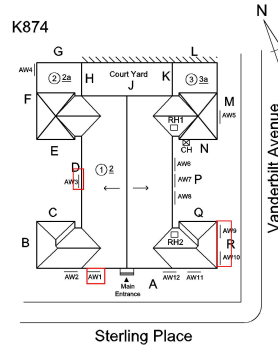 K874
N
G
L
AW4
2 2a
H
Court Yard
J
K
3 3a
F
M
AW5
RH1
E
CH
N
D
AW3
1 2
AW6
AW7
P
AW8
C
Q
B
RH2
AW9
R
AW10
AW2
AW1
Main
Entrance
A
AW12
AW11
Sterling Place
Vanderbilt Avenue